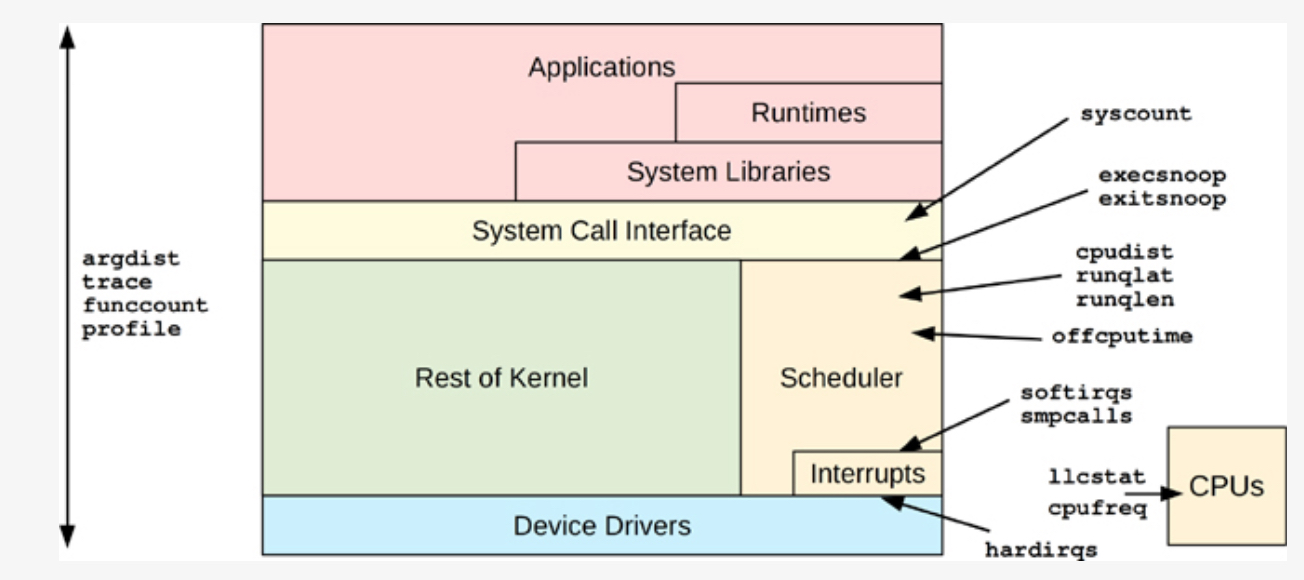 Applications
Runtimes
System Libraries
System Call Interface
Rest of Kernel
Scheduler
Interrupts
Device Drivers
argdist
trace
funccount
profile
syscount
execsnoop
exitsnoop
cpudist
runqlat
runqlen
offcputime
softirqs
smpcalls
llcstat
cpufreq
CPUs
hardirqs